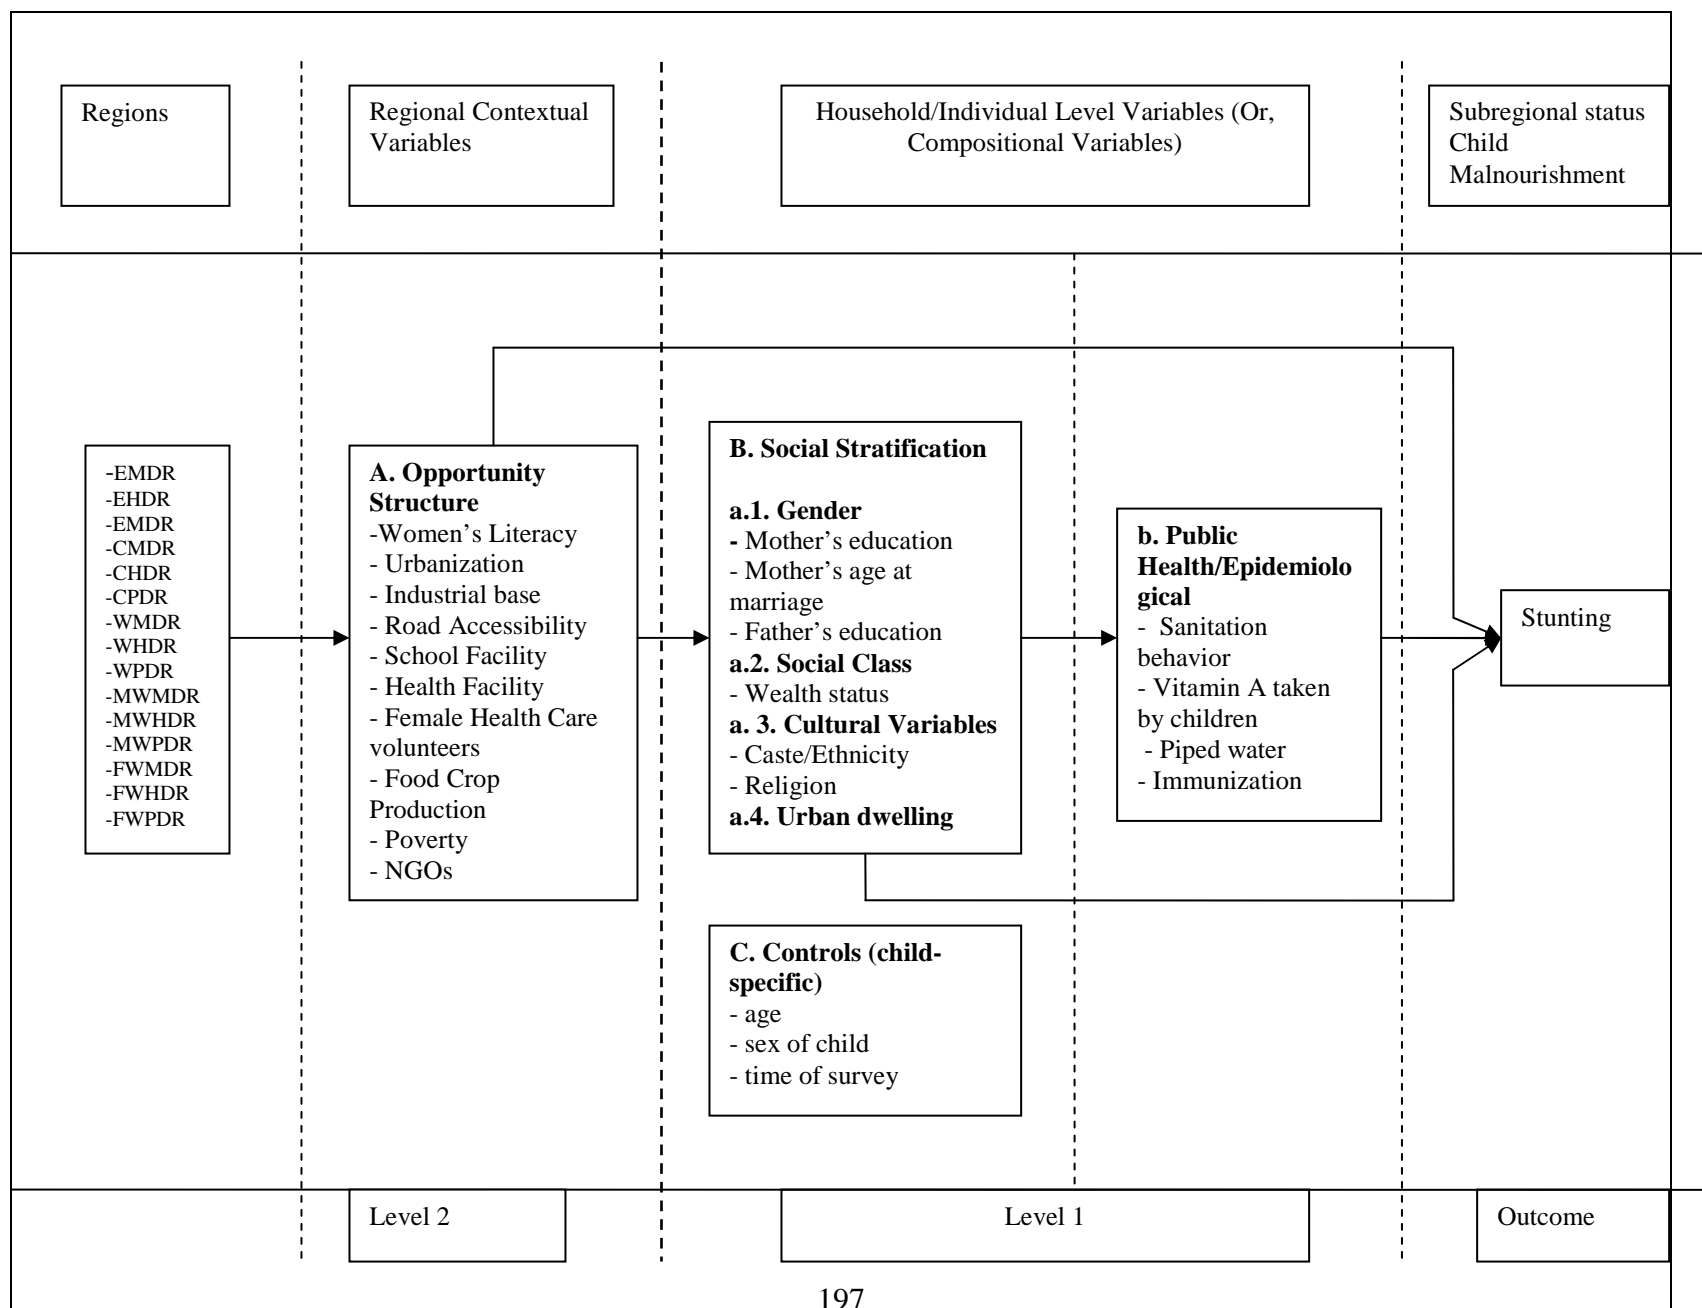 Regions
Regional Contextual
Variables
Household/Individual Level Variables (Or,
Compositional Variables)
Subregional status
Child
Malnourishment
-EMDR
-EHDR
-EMDR
-CMDR
-CHDR
-CPDR
-WMDR
-WHDR
-WPDR
-MWMDR
-MWHDR
-MWPDR
-FWMDR
-FWHDR
-FWPDR
A. Opportunity
Structure
-Women’s Literacy
- Urbanization
- Industrial base
- Road Accessibility
- School Facility
- Health Facility
- Female Health Care
volunteers
- Food Crop
Production
- Poverty
- NGOs
B. Social Stratification
a.1. Gender
- Mother’s education
- Mother’s age at
marriage
- Father’s education
a.2. Social Class
- Wealth status
a. 3. Cultural Variables
- Caste/Ethnicity
- Religion
a.4. Urban dwelling
b. Public
Health/Epidemiolo
gical
- Sanitation
behavior
- Vitamin A taken
by children
- Piped water
- Immunization
Stunting
C. Controls (child-
specific)
- age
- sex of child
- time of survey
Level 2
Level 1
Outcome
197